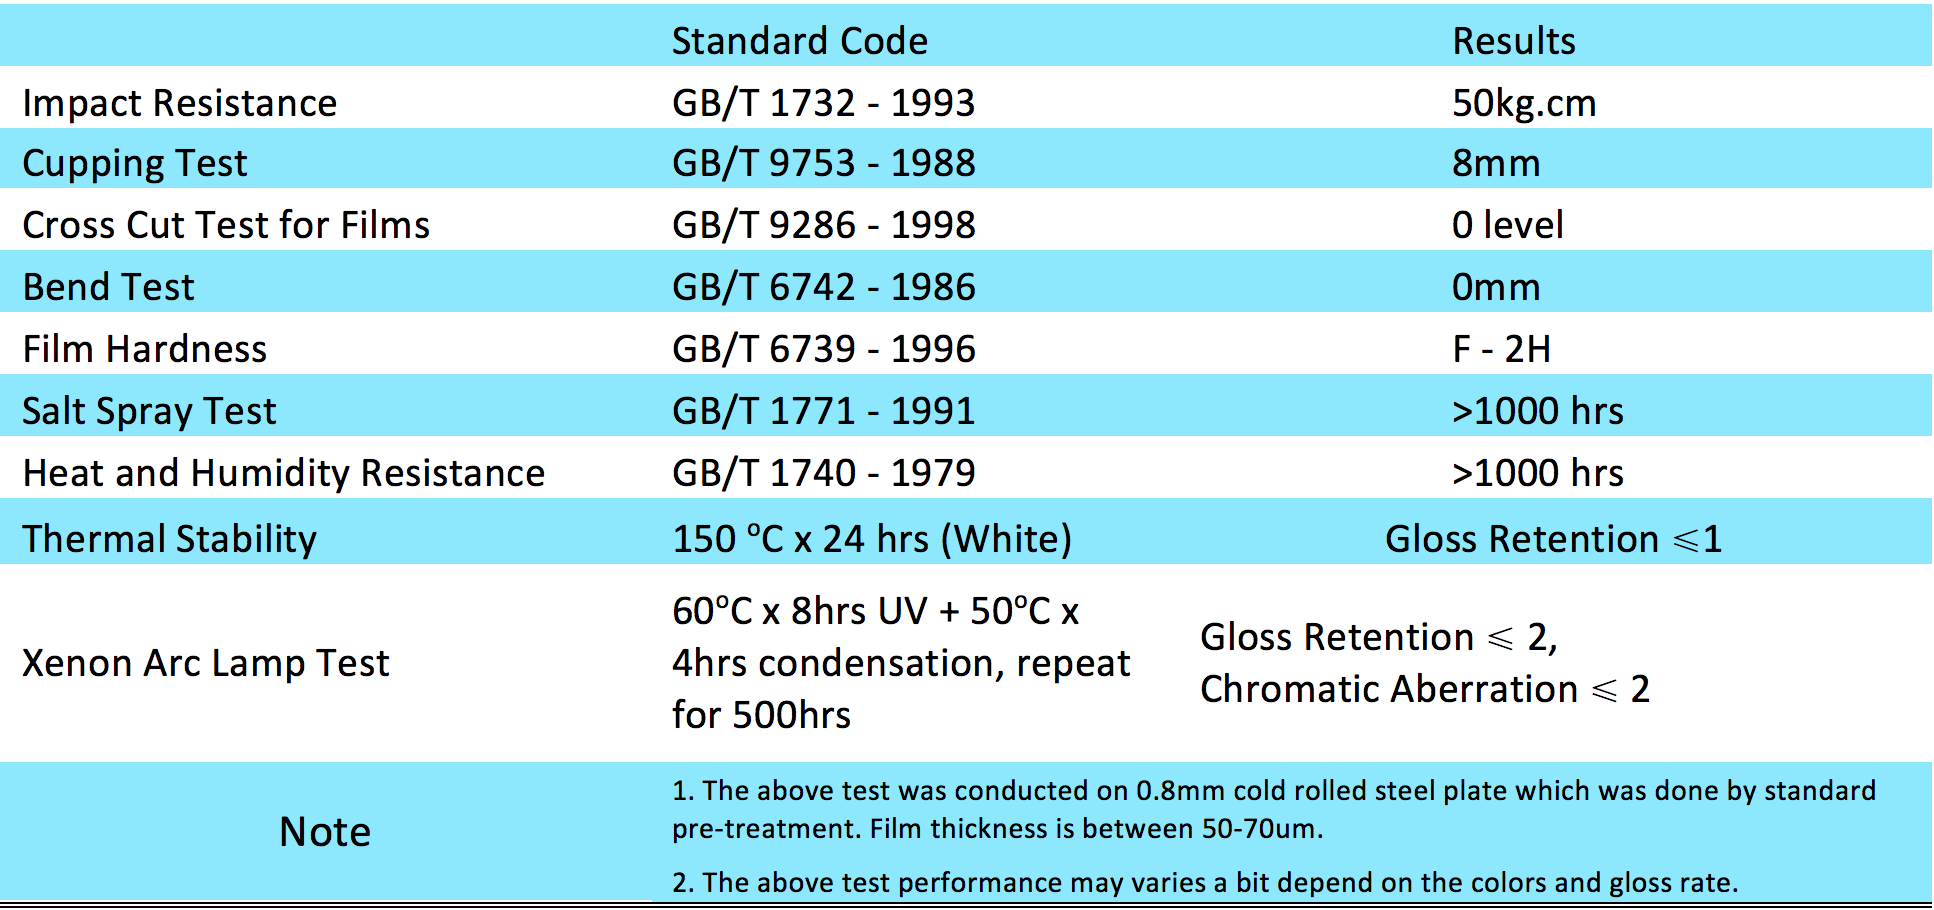 Standard Code Results
Impact Resistance GB/T 1732 - 1993 50kg.cm
Cupping Test GB/T 9753 - 1988 8mm
Cross Cut Test for Films GB/T 9286 - 1998 0 level
Bend Test GB/T 6742 - 1986 0mm
Film Hardness GB/T 6739 - 1996 F - 2H
Salt Spray Test GB/T 1771 - 1991 >1000 hrs
Heat and Humidity Resistance GB/T 1740 - 1979 >1000 hrs
Thermal Stability 150 ºC x 24 hrs (White) Gloss Retention ⩽1
Xenon Arc Lamp Test
60ºC x 8hrs UV + 50ºC x
4hrs condensation, repeat
for 500hrs
Gloss Retention ⩽ 2,
Chromatic Aberration ⩽ 2
Note
1. The above test was conducted on 0.8mm cold rolled steel plate which was done by standard
pre-treatment. Film thickness is between 50-70um.
2. The above test performance may varies a bit depend on the colors and gloss rate.